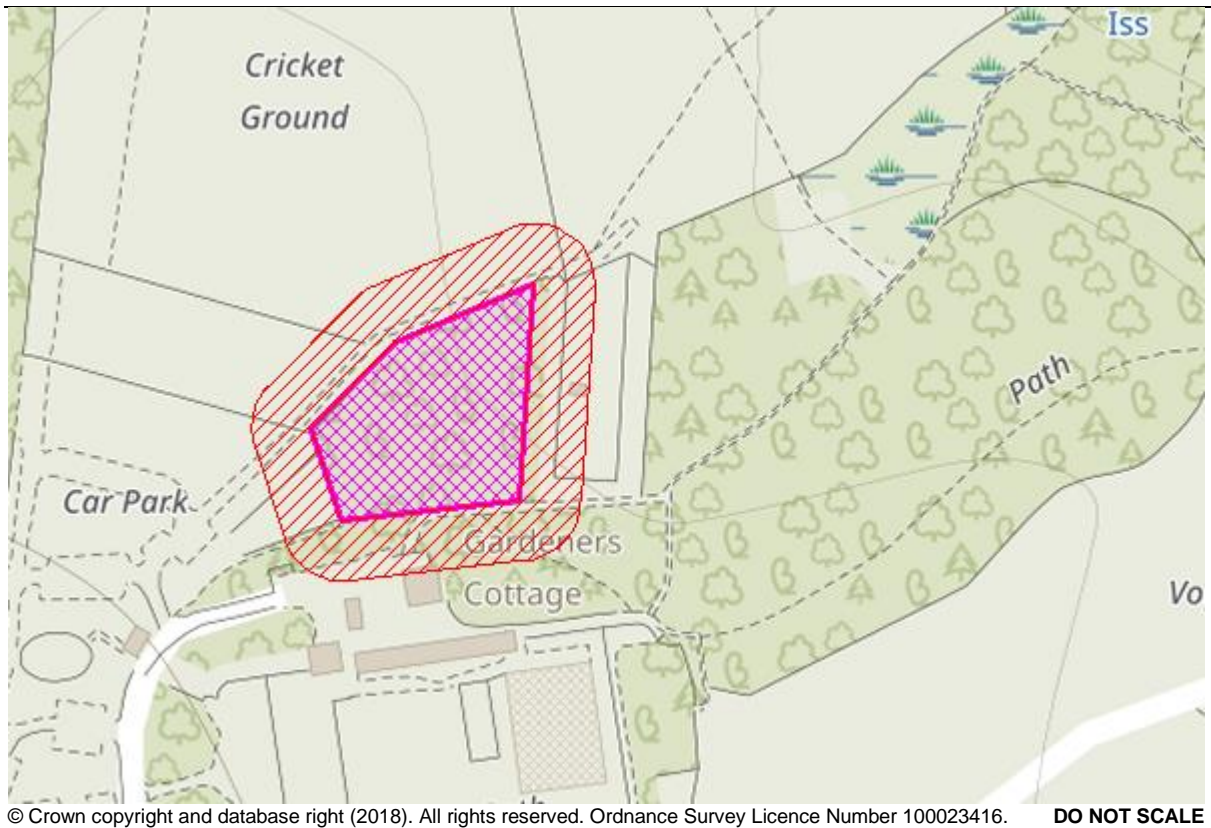 Iss
Cricket
Ground
Path
Car Park
Gardeners
Cottage
Vo
© Crown copyright and database right (2018). All rights reserved. Ordnance Survey Licence Number 100023416. DO NOT SCALE